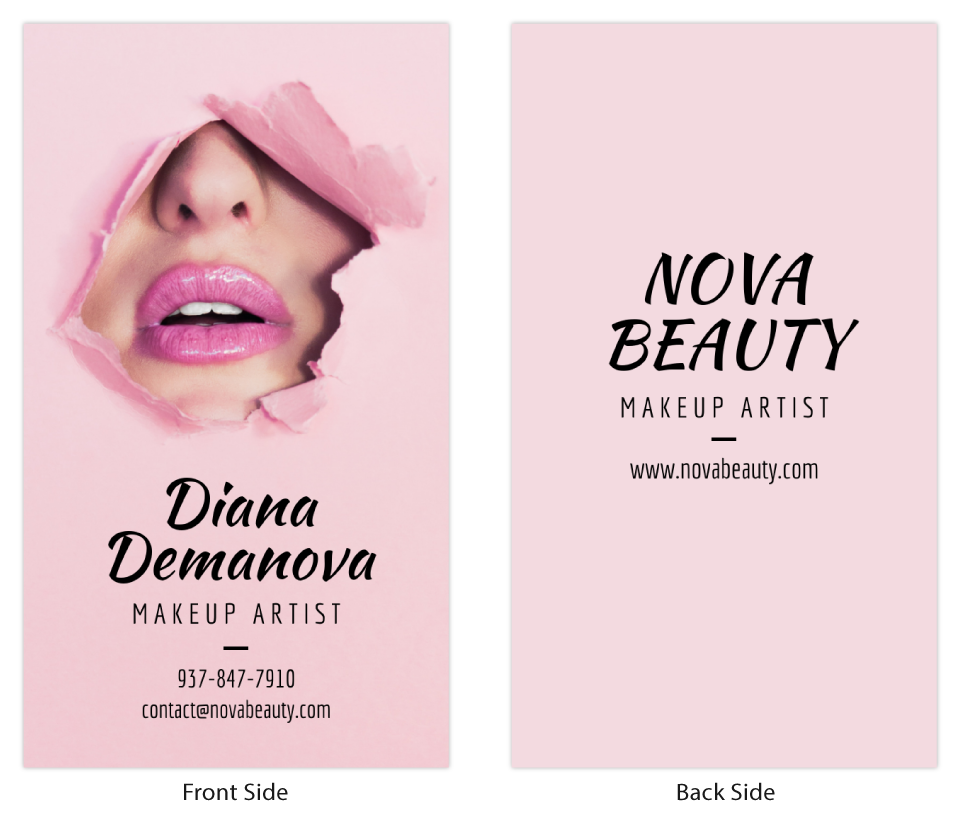 Diana
Demanova
MAKEUP ARTIST
937-847-7910
contact@novabeauty.com
Front Side
NOVA
BEAUTY
MAKEUP ARTIST
www.novabeauty.com
Back Side